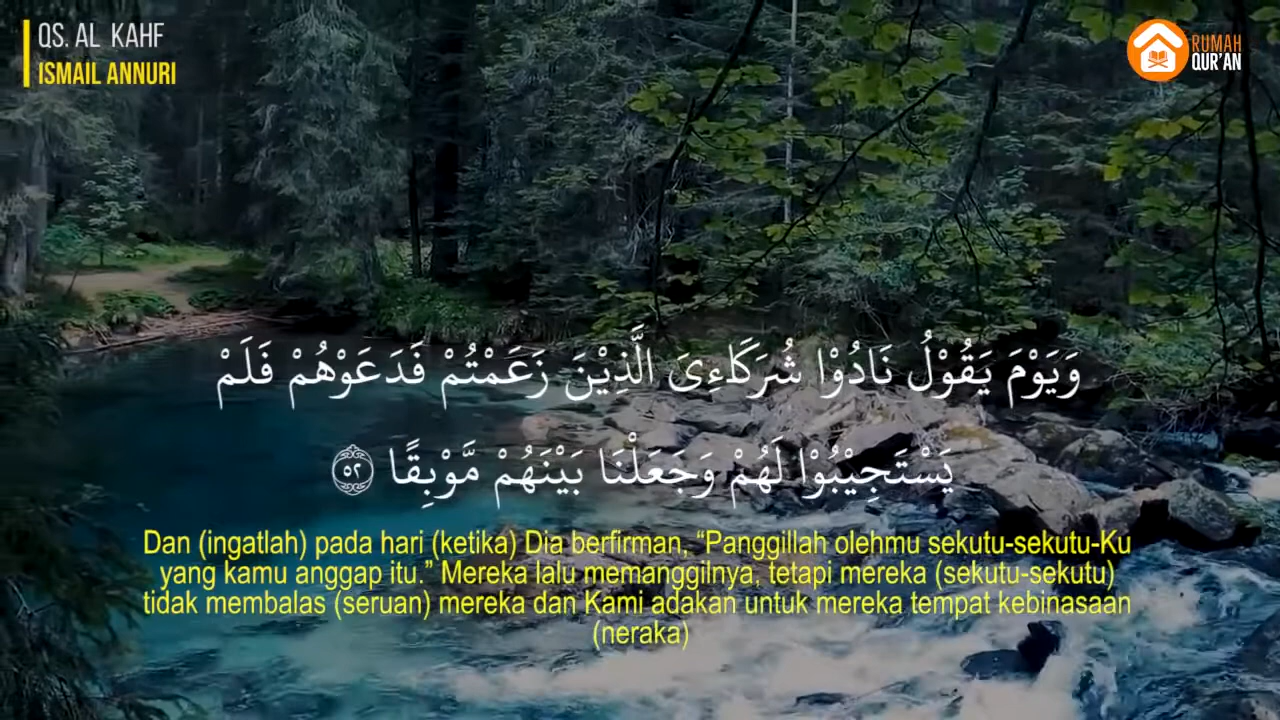 QS. AL KAHF
ISMAIL ANNURI
RUMAH
QUR'AN
وَيَوْمَ يَقُوْلُ نَادُوْا شُرَكَاۤءِيَ الَّذِيْنَ زَعَمْتُمْ فَدَعَوْهُمْ فَلَمْ
يَسْتَجِيْبُوْا لَهُمْ وَجَعَلْنَا بَيْنَهُمْ مَّوْبِقًا ٥٢
Dan (ingatlah) pada hari (ketika) Dia berfirman, “Panggillah olehmu sekutu-sekutu-Ku
yang kamu anggap itu.” Mereka lalu memanggilnya, tetapi mereka (sekutu-sekutu)
tidak membalas (seruan) mereka dan Kami adakan untuk mereka tempat kebinasaan
(neraka)